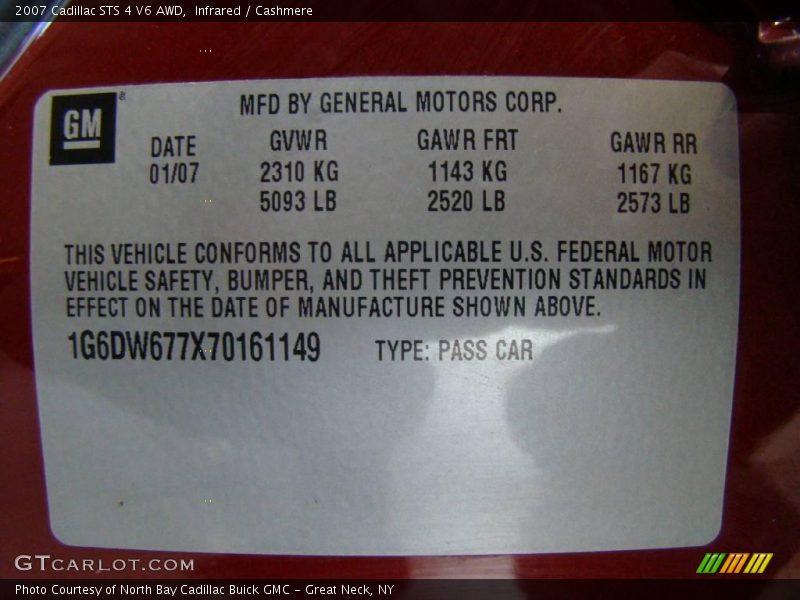 2007 Cadillac STS 4 V6 AWD,  Infrared / Cashmere
GM ®
MFD BY GENERAL MOTORS CORP.
DATE GVWR GAWR FRT GAWR RR
01/07 2310 KG 1143 KG 1167 KG
5093 LB 2520 LB 2573 LB
THIS VEHICLE CONFORMS TO ALL APPLICABLE U.S. FEDERAL MOTOR
VEHICLE SAFETY, BUMPER, AND THEFT PREVENTION STANDARDS IN
EFFECT ON THE DATE OF MANUFACTURE SHOWN ABOVE.
1G6DW677X70161149 TYPE: PASS CAR
GTCARLOT.COM
Photo Courtesy of North Bay Cadillac Buick GMC - Great Neck, NY